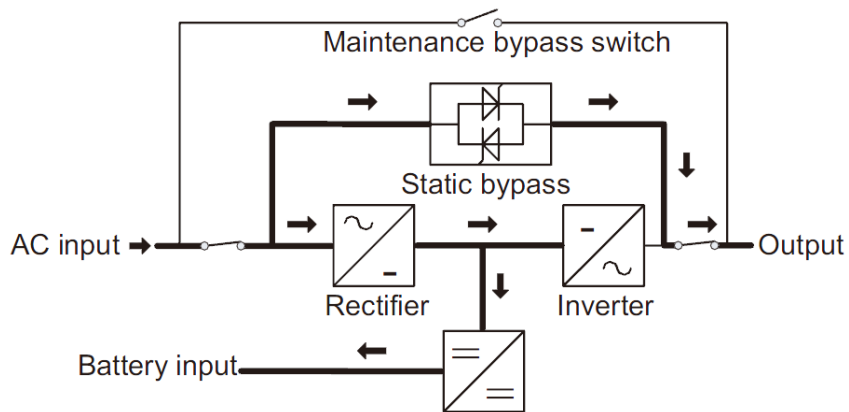 Maintenance bypass switch
Static bypass
AC input
Output
Rectifier
Inverter
Battery input